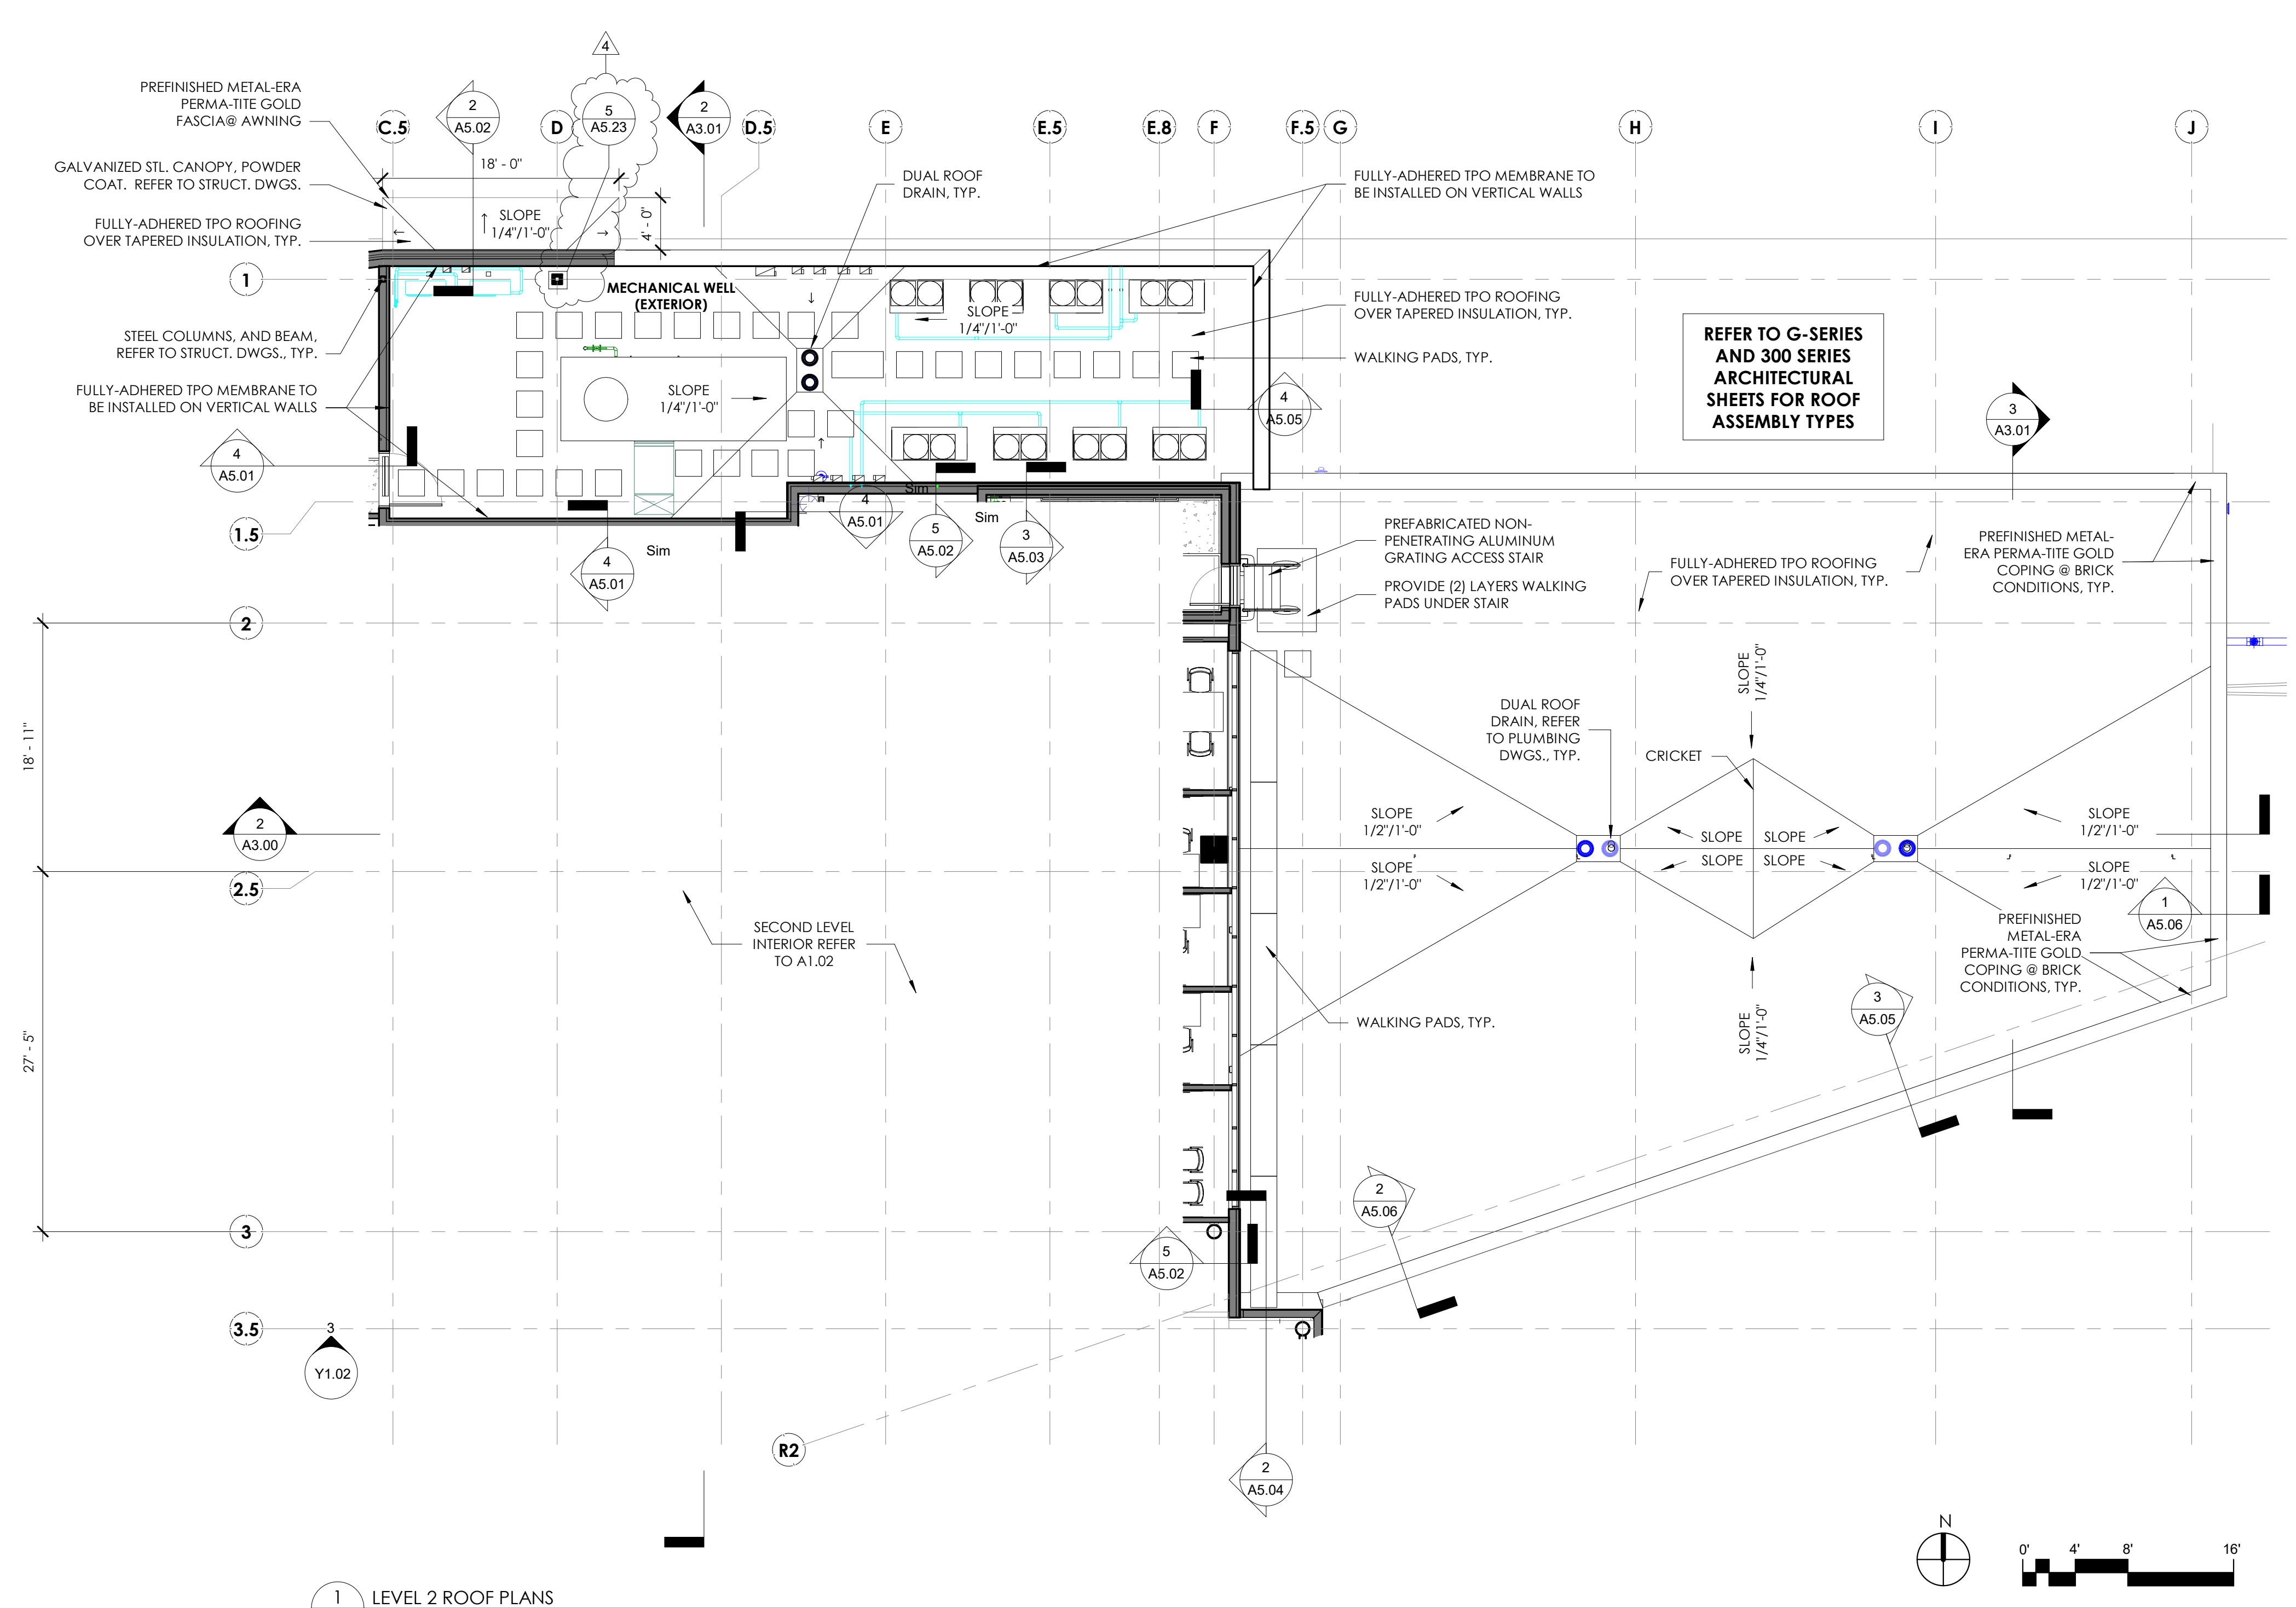 4
PREFINISHED METAL-ERA
PERMA-TITE GOLD
FASCIA@ AWNING
2
A5.02
5
A5.23
2
A3.01
C.5
D
D.5
E
E.5
E.8
F
F.5
G
H
I
J
GALVANIZED STL. CANOPY, POWDER
COAT.  REFER TO STRUCT. DWGS.
18' - 0"
DUAL ROOF
DRAIN, TYP.
FULLY-ADHERED TPO MEMBRANE TO
BE INSTALLED ON VERTICAL WALLS
FULLY-ADHERED TPO ROOFING
OVER TAPERED INSULATION, TYP.
SLOPE
1/4"/1'-0"
4' - 0"
1
MECHANICAL WELL
(EXTERIOR)
SLOPE
1/4"/1'-0"
FULLY-ADHERED TPO ROOFING
OVER TAPERED INSULATION, TYP.
STEEL COLUMNS, AND BEAM,
REFER TO STRUCT. DWGS., TYP.
WALKING PADS, TYP.
REFER TO G-SERIES
AND 300 SERIES
ARCHITECTURAL
SHEETS FOR ROOF
ASSEMBLY TYPES
FULLY-ADHERED TPO MEMBRANE TO
BE INSTALLED ON VERTICAL WALLS
SLOPE
1/4"/1'-0"
4
A5.05
3
A3.01
4
A5.01
Sim
4
A5.01
Sim
5
A5.02
3
A5.03
1.5
Sim
4
A5.01
PREFABRICATED NON-
PENETRATING ALUMINUM
GRATING ACCESS STAIR
PROVIDE (2) LAYERS WALKING
PADS UNDER STAIR
FULLY-ADHERED TPO ROOFING
OVER TAPERED INSULATION, TYP.
PREFINISHED METAL-
ERA PERMA-TITE GOLD
COPING @ BRICK
CONDITIONS, TYP.
2
18' - 11"
SLOPE
1/4"/1'-0"
DUAL ROOF
DRAIN, REFER
TO PLUMBING
DWGS., TYP.
CRICKET
2
A3.00
SLOPE
1/2"/1'-0"
SLOPE
SLOPE
SLOPE
1/2"/1'-0"
SLOPE
1/2"/1'-0"
SLOPE
SLOPE
SLOPE
1/2"/1'-0"
2.5
SECOND LEVEL
INTERIOR REFER
TO A1.02
1
A5.06
PREFINISHED
METAL-ERA
PERMA-TITE GOLD
COPING @ BRICK
CONDITIONS, TYP.
3
A5.05
WALKING PADS, TYP.
SLOPE
1/4"/1'-0"
27' - 5"
2
A5.06
3
5
A5.02
3.5
3
Y1.02
R2
2
A5.04
N
0'
4'
8'
16'
1
LEVEL 2 ROOF PLANS